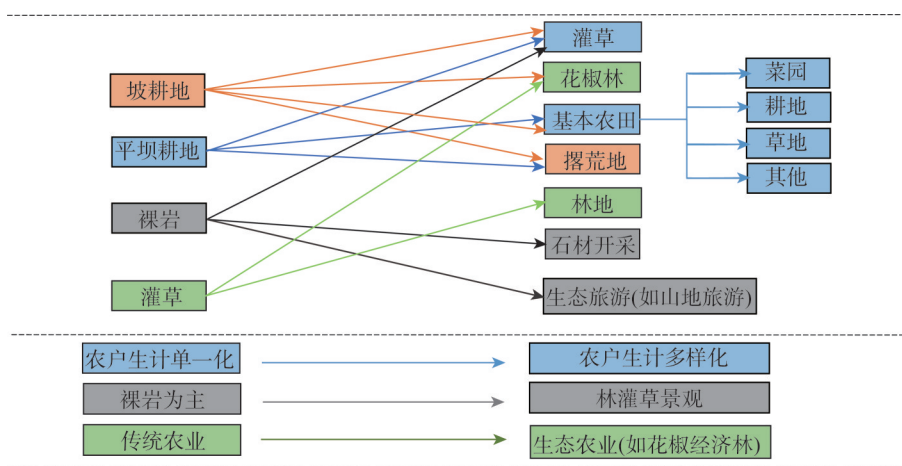 灌草
花椒林
菜园
坡耕地
耕地
基本农田
平坝耕地
草地
撂荒地
其他
林地
裸岩
石材开采
灌草
生态旅游(如山地旅游)
农户生计单一化
农户生计多样化
裸岩为主
林灌草景观
传统农业
生态农业(如花椒经济林)